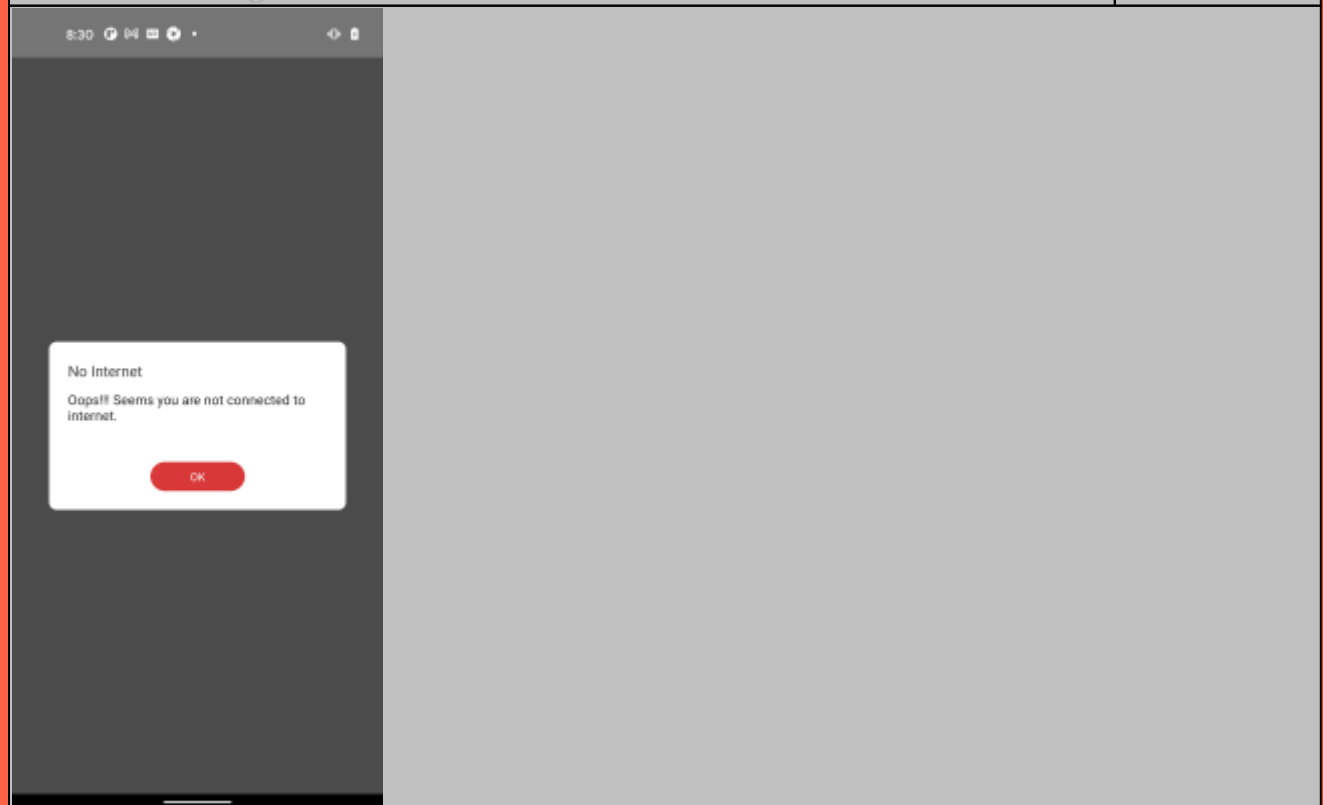 8:30
No Internet
Oops!!! Seems you are not connected to
internet.
OK